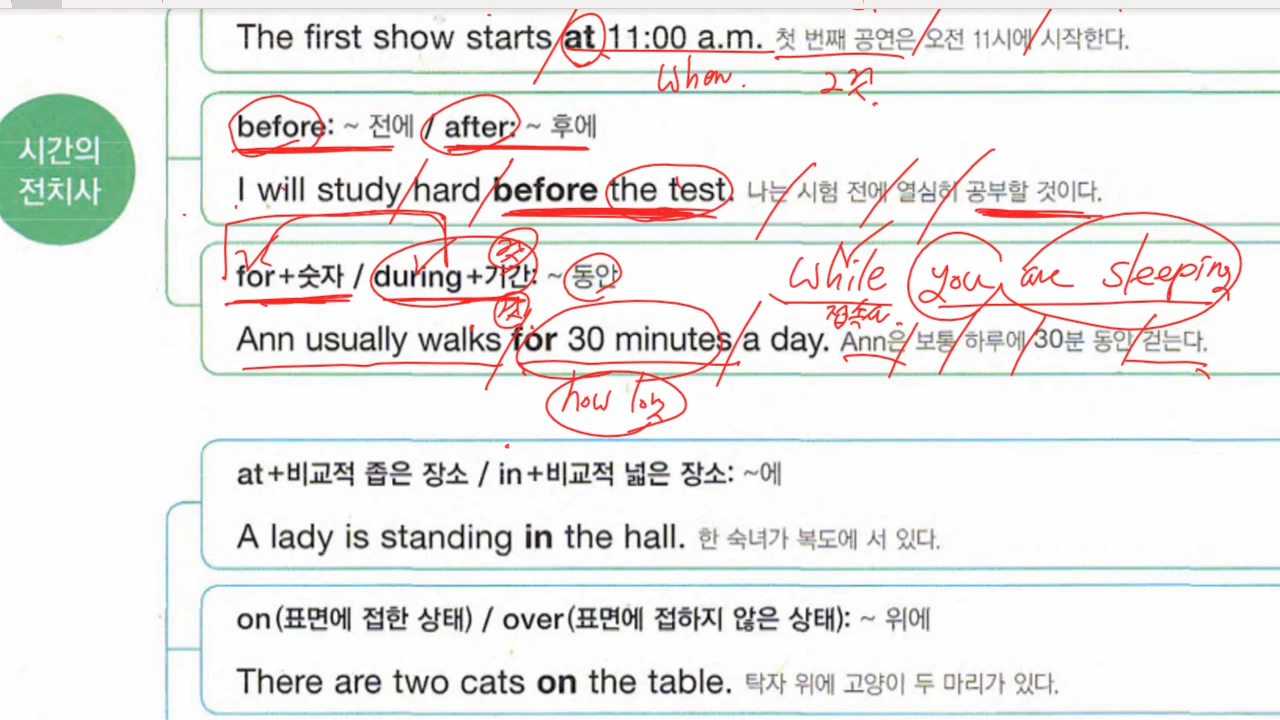 The first show starts at 11:00 a.m. 첫 번째 공연은 오전 11시에 시작한다.
when.
before: ~ 전에 / after: ~ 후에
시간의
전치사
I will study hard before the test. 나는 시험 전에 열심히 공부할 것이다.
for+숫자 / during+기간: ~ 동안
while you are sleeping
접속사.
Ann usually walks for 30 minutes a day. Ann은 보통 하루에 30분 동안 걷는다.
how long
at+비교적 좁은 장소 / in+비교적 넓은 장소: ~에
A lady is standing in the hall. 한 숙녀가 복도에 서 있다.
on(표면에 접한 상태) / over(표면에 접하지 않은 상태): ~ 위에
There are two cats on the table. 탁자 위에 고양이 두 마리가 있다.